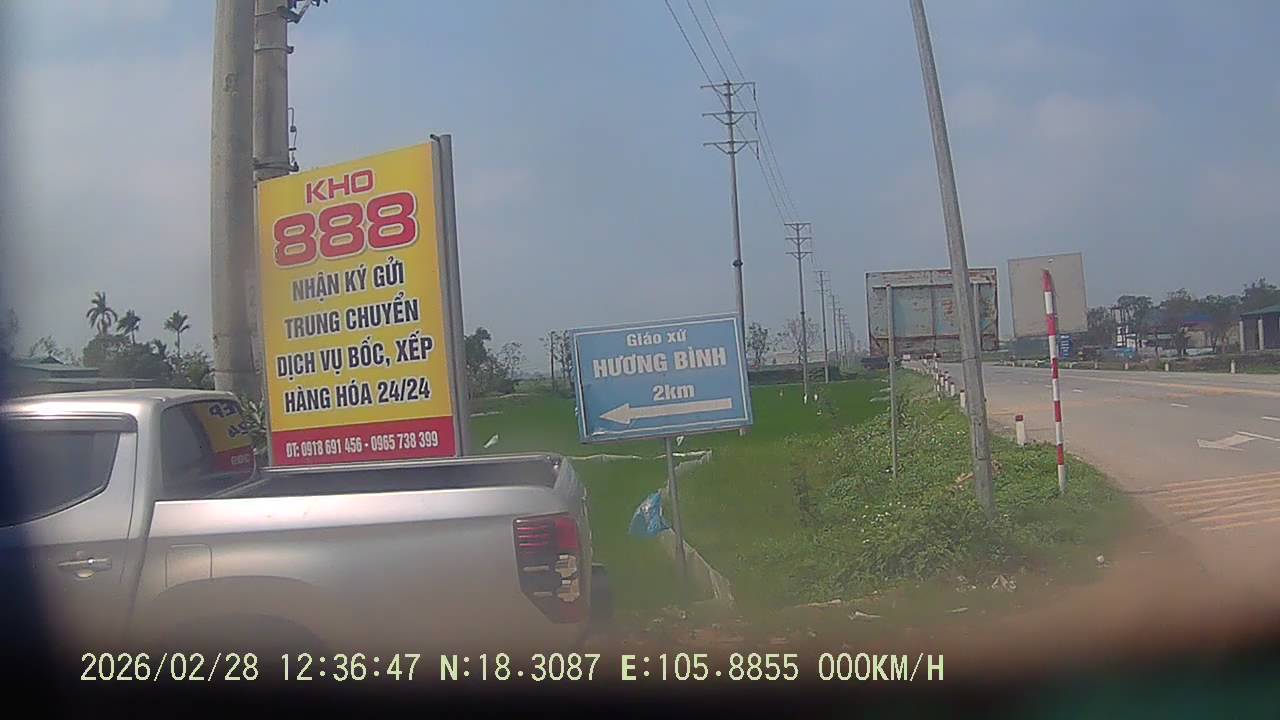 KHO
888
NHẬN KÝ GỬI
TRUNG CHUYỂN
DỊCH VỤ BỐC, XẾP
HÀNG HÓA 24/24
ĐT: 0918 691 456 - 0965 738 399
Giáo xứ
HƯƠNG BÌNH
2km
2026/02/28 12:36:47 N:18.3087 E:105.8855 000KM/H